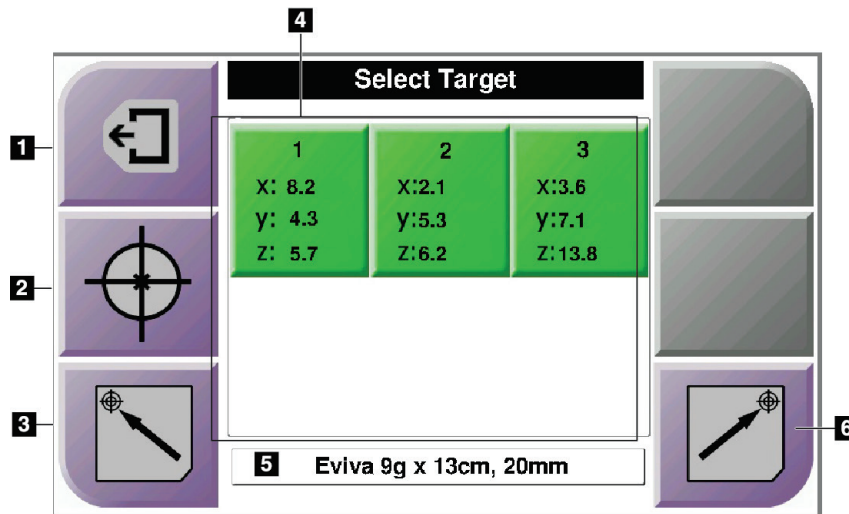 4
Select Target
1
2
3
6
5
1 2 3
x: 8.2 x:2.1 x:3.6
y: 4.3 y:5.3 y:7.1
z: 5.7 z:6.2 z:13.8
Eviva 9g x 13cm, 20mm